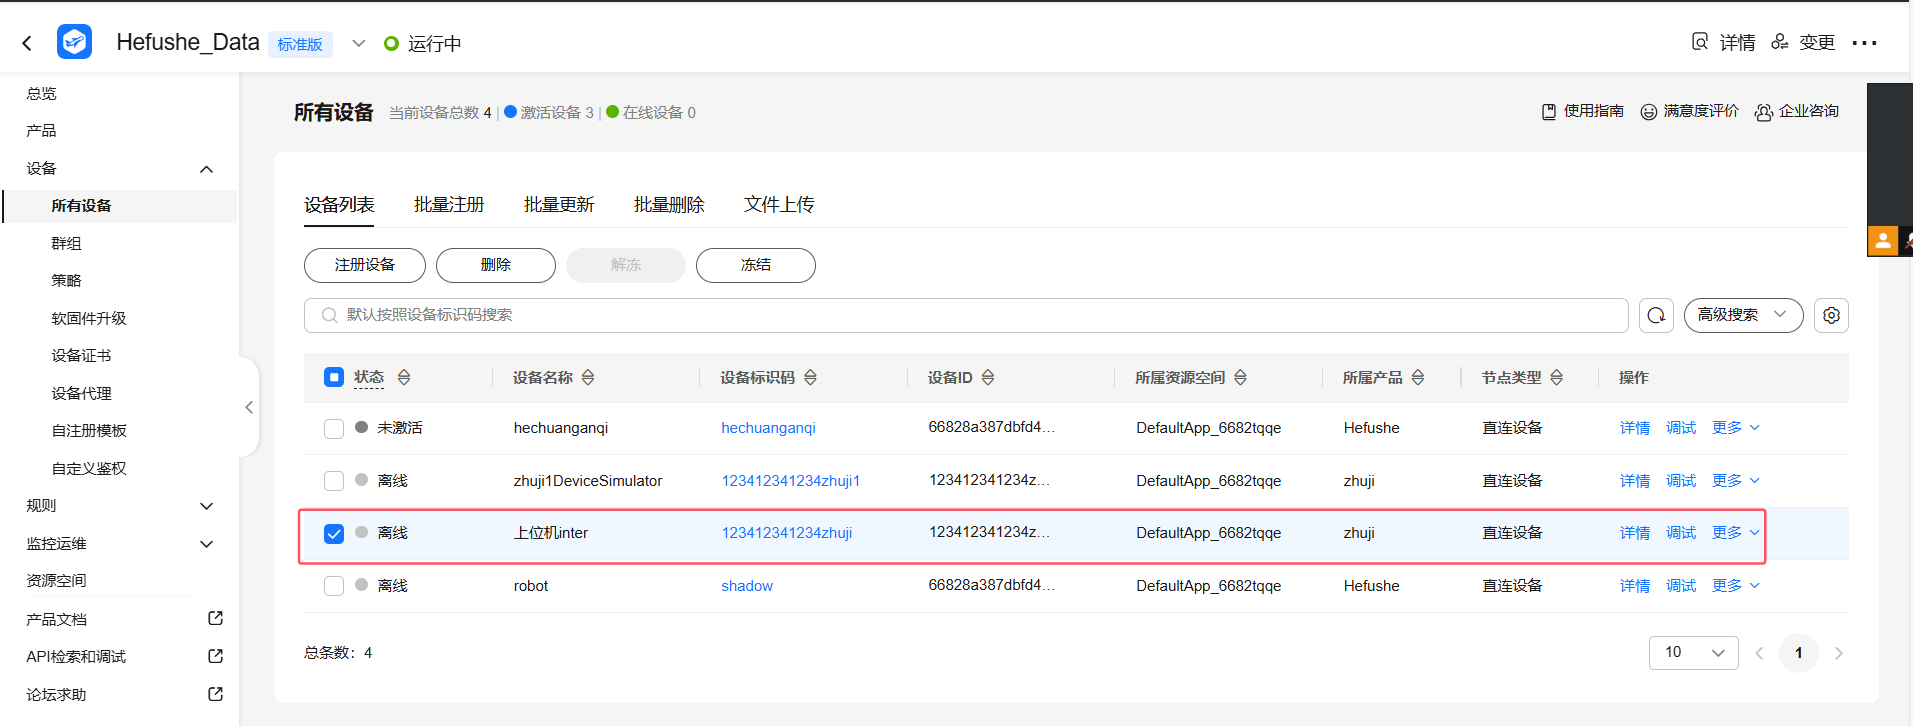 Hefushe_Data 标准版 运行中 详情 变更
总览
产品
设备
所有设备
群组
策略
软固件升级
设备证书
设备代理
自注册模板
自定义鉴权
规则
监控运维
资源空间
产品文档
API检索和调试
论坛求助
所有设备 当前设备总数 4 | 激活设备 3 | 在线设备 0 使用指南 满意度评价 企业咨询
设备列表 批量注册 批量更新 批量删除 文件上传
注册设备 删除 解冻 冻结
默认按照设备标识码搜索 高级搜索
状态 设备名称 设备标识码 设备ID 所属资源空间 所属产品 节点类型 操作
未激活 hechuanganqi hechuanganqi 66828a387dbfd4... DefaultApp_6682tqqe Hefushe 直连设备 详情 调试 更多
离线 zhuji1DeviceSimulator 123412341234zhuji1 123412341234z... DefaultApp_6682tqqe zhuji 直连设备 详情 调试 更多
离线 上位机inter 123412341234zhuji 123412341234z... DefaultApp_6682tqqe zhuji 直连设备 详情 调试 更多
离线 robot shadow 66828a387dbfd4... DefaultApp_6682tqqe Hefushe 直连设备 详情 调试 更多
总条数：4 10 1